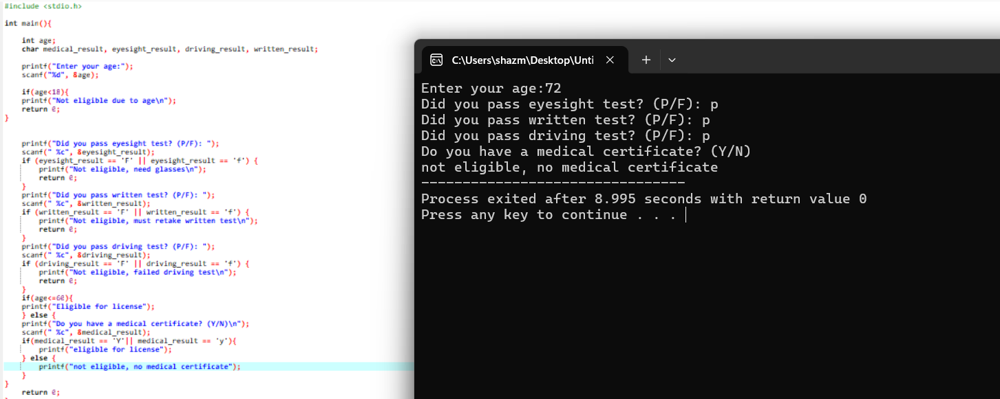 #include <stdio.h>
int main(){
int age;
char medical_result, eyesight_result, driving_result, written_result;
printf("Enter your age:");
scanf("%d", &age);
if(age<18){
printf("Not eligible due to age\n");
return 0;
}
printf("Did you pass eyesight test? (P/F): ");
scanf(" %c", &eyesight_result);
if (eyesight_result == 'F' || eyesight_result == 'f') {
printf("Not eligible, need glasses\n");
return 0;
}
printf("Did you pass written test? (P/F): ");
scanf(" %c", &written_result);
if (written_result == 'F' || written_result == 'f') {
printf("Not eligible, must retake written test\n");
return 0;
}
printf("Did you pass driving test? (P/F): ");
scanf(" %c", &driving_result);
if (driving_result == 'F' || driving_result == 'f') {
printf("Not eligible, failed driving test\n");
return 0;
}
if(age<=60){
printf("Eligible for license");
} else {
printf("Do you have a medical certificate? (Y/N)\n");
scanf(" %c", &medical_result);
if(medical_result == 'Y'|| medical_result == 'y'){
printf("eligible for license");
} else {
printf("not eligible, no medical certificate");
}
}
return 0;
C:\Users\shazm\Desktop\Unti
Enter your age:72
Did you pass eyesight test? (P/F): p
Did you pass written test? (P/F): p
Did you pass driving test? (P/F): p
Do you have a medical certificate? (Y/N)
not eligible, no medical certificate
--------------------------------
Process exited after 8.995 seconds with return value 0
Press any key to continue . . .